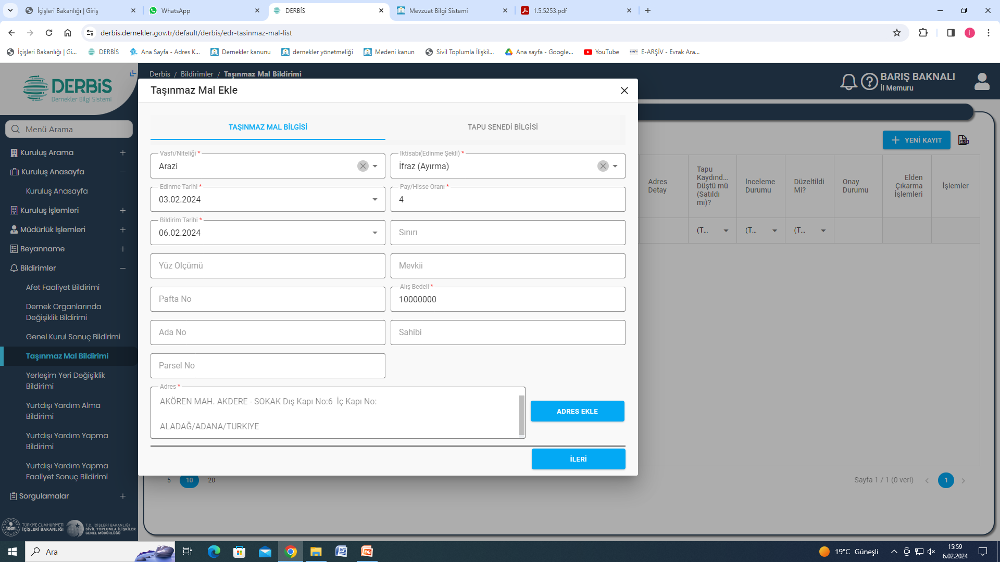 İçişleri Bakanlığı | Giriş
WhatsApp
DERBİS
Mevzuat Bilgi Sistemi
1.5.5253.pdf
derbis.dernekler.gov.tr/default/derbis/edr-tasinmaz-mal-list
I
İçişleri Bakanlığı | Gi...
DERBİS
Ana Sayfa - Adres K...
Dernekler kanunu
dernekler yönetmeliği
Medeni kanun
Sivil Toplumla İlişkil...
Ana sayfa - Google...
YouTube
E-ARŞİV - Evrak Ara...
DERBiS
Dernekler Bilgi Sistemi
Derbis / Bildirimler / Taşınmaz Mal Bildirimi
BARIŞ BAKNALI
İl Memuru
Menü Arama
Kuruluş Arama
Kuruluş Anasayfa
Kuruluş Anasayfa
Kuruluş İşlemleri
Müdürlük İşlemleri
Beyanname
Bildirimler
Afet Faaliyet Bildirimi
Dernek Organlarında
Değişiklik Bildirimi
Genel Kurul Sonuç Bildirimi
Taşınmaz Mal Bildirimi
Yerleşim Yeri Değişiklik
Bildirimi
Yurtdışı Yardım Alma
Bildirimi
Yurtdışı Yardım Yapma
Bildirimi
Yurtdışı Yardım Yapma
Faaliyet Sonuç Bildirimi
Sorgulamalar
TÜRKİYE CUMHURİYETİ
İÇİŞLERİ BAKANLIĞI
T.C. İÇİŞLERİ BAKANLIĞI
SİVİL TOPLUMLA İLİŞKİLER
GENEL MÜDÜRLÜĞÜ
Taşınmaz Mal Ekle
TAŞINMAZ MAL BİLGİSİ
TAPU SENEDİ BİLGİSİ
Vasfı/Niteliği *
Arazi
Iktisabı(Edinme Şekli) *
İfraz (Ayırma)
Edinme Tarihi *
03.02.2024
Pay/Hisse Oranı *
4
Bildirim Tarihi *
06.02.2024
Sınırı
Yüz Olçümü
Mevkii
Pafta No
Alış Bedeli *
10000000
Ada No
Sahibi
Parsel No
Adres *
AKÖREN MAH. AKDERE - SOKAK Dış Kapı No:6 İç Kapı No:
ALADAĞ/ADANA/TURKIYE
ADRES EKLE
İLERİ
YENİ KAYIT
XLSX
Adres
Detay
Tapu
Kaydınd...
Düştü mü
(Satıldı
mı)?
İnceleme
Durumu
Düzeltildi
Mi?
Onay
Durumu
Elden
Çıkarma
İşlemleri
İşlemler
(T...
(T...
(T...
5
10
20
Sayfa 1 / 1 (0 veri)
1
Ara
19°C Güneşli
15:59
6.02.2024